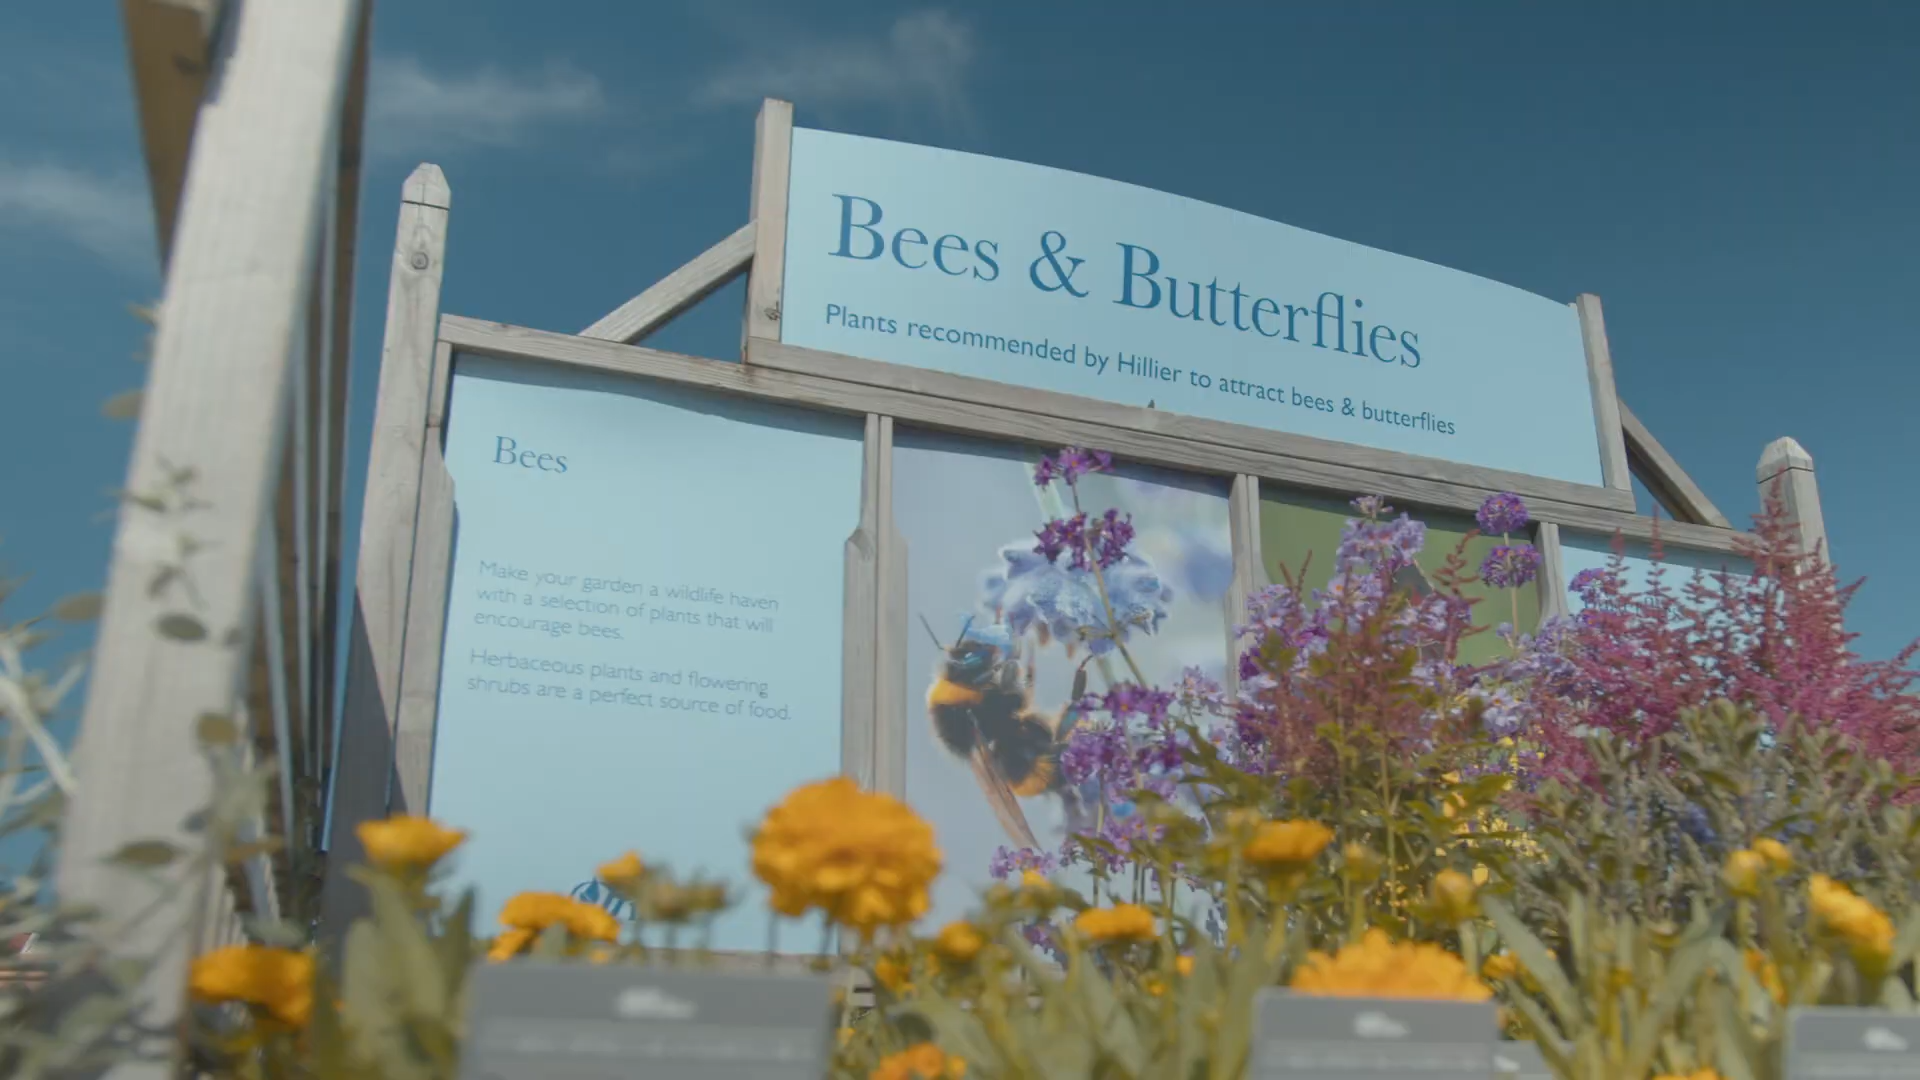 Bees & Butterflies
Plants recommended by Hillier to attract bees & butterflies
Bees
Make your garden a wildlife haven
with a selection of plants that will
encourage bees.
Herbaceous plants and flowering
shrubs are a perfect source of food.